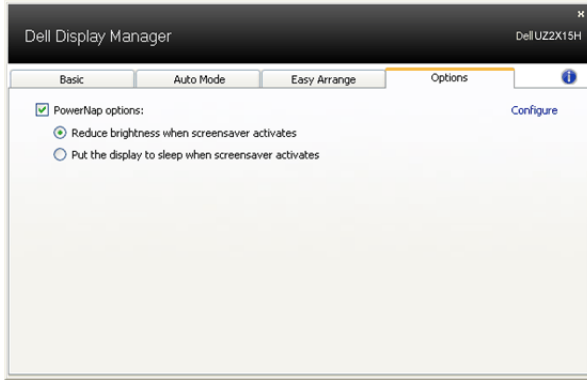 Dell Display Manager
Dell UZ2X15H
Basic
Auto Mode
Easy Arrange
Options
PowerNap options:
Configure
Reduce brightness when screensaver activates
Put the display to sleep when screensaver activates